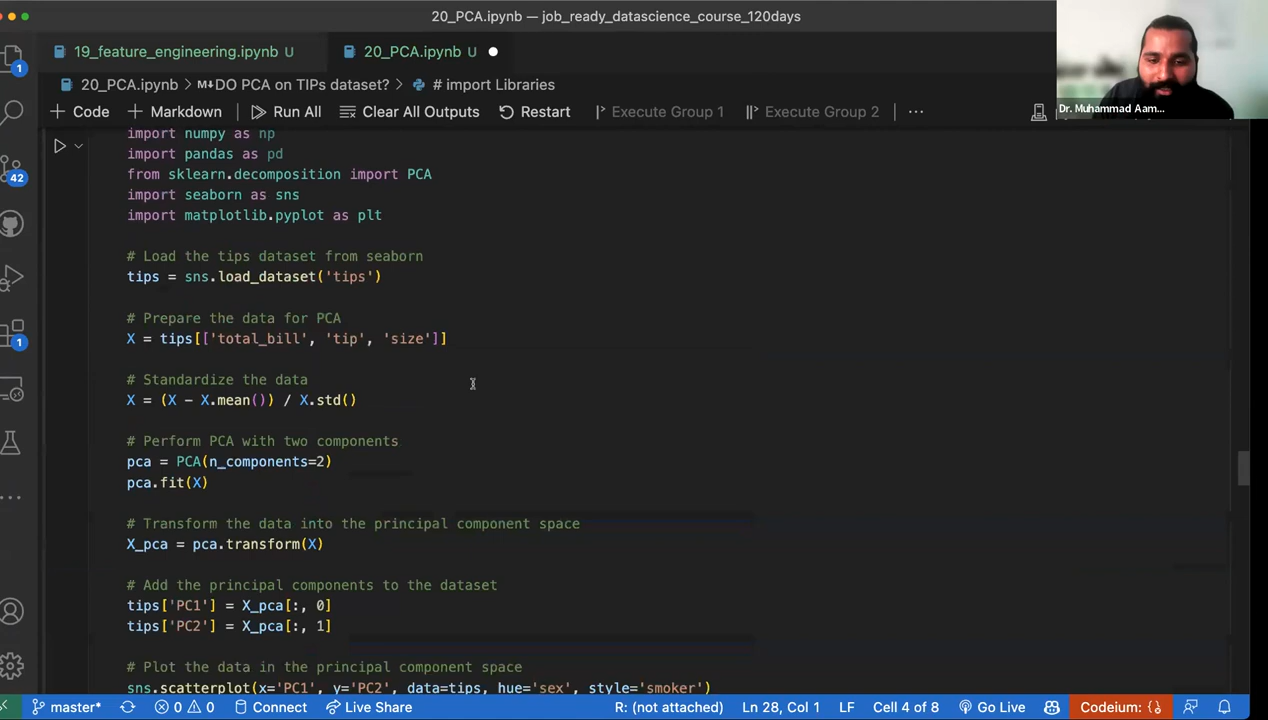 20_PCA.ipynb — job_ready_datascience_course_120days
19_feature_engineering.ipynb U
20_PCA.ipynb U
20_PCA.ipynb > M↓DO PCA on TIPs dataset? > # import Libraries
+ Code + Markdown Run All Clear All Outputs Restart Execute Group 1 Execute Group 2 ...
Dr. Muhammad Aam...
1
42
1
import numpy as np
import pandas as pd
from sklearn.decomposition import PCA
import seaborn as sns
import matplotlib.pyplot as plt
# Load the tips dataset from seaborn
tips = sns.load_dataset('tips')
# Prepare the data for PCA
X = tips[['total_bill', 'tip', 'size']]
# Standardize the data
X = (X - X.mean()) / X.std()
# Perform PCA with two components
pca = PCA(n_components=2)
pca.fit(X)
# Transform the data into the principal component space
X_pca = pca.transform(X)
# Add the principal components to the dataset
tips['PC1'] = X_pca[:, 0]
tips['PC2'] = X_pca[:, 1]
# Plot the data in the principal component space
sns.scatterplot(x='PC1', y='PC2', data=tips, hue='sex', style='smoker')
master* 0 0 Connect Live Share R: (not attached) Ln 28, Col 1 LF Cell 4 of 8 Go Live Codeium: {}